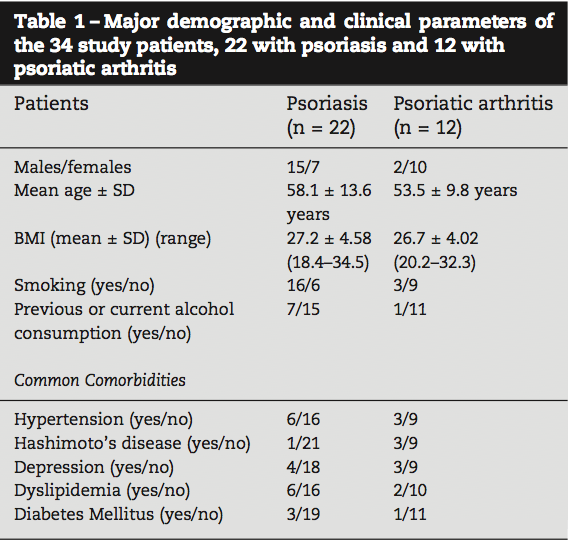 Table 1 – Major demographic and clinical parameters of
the 34 study patients, 22 with psoriasis and 12 with
psoriatic arthritis
Patients Psoriasis Psoriatic arthritis
(n = 22) (n = 12)
Males/females 15/7 2/10
Mean age ± SD 58.1 ± 13.6 53.5 ± 9.8 years
years
BMI (mean ± SD) (range) 27.2 ± 4.58 26.7 ± 4.02
(18.4–34.5) (20.2–32.3)
Smoking (yes/no) 16/6 3/9
Previous or current alcohol 7/15 1/11
consumption (yes/no)
Common Comorbidities
Hypertension (yes/no) 6/16 3/9
Hashimoto's disease (yes/no) 1/21 3/9
Depression (yes/no) 4/18 3/9
Dyslipidemia (yes/no) 6/16 2/10
Diabetes Mellitus (yes/no) 3/19 1/11